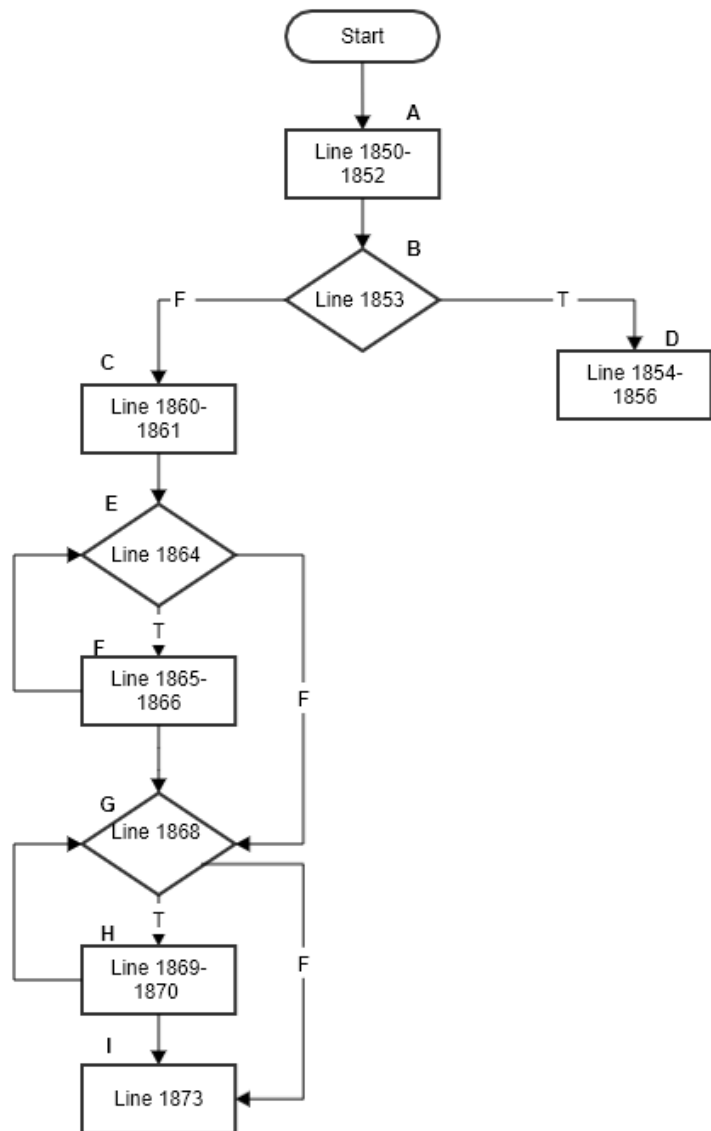 Start
A
Line 1850-
1852
B
Line 1853
F
T
C
D
Line 1860-
1861
Line 1854-
1856
E
Line 1864
T
F
Line 1865-
1866
F
G
Line 1868
T
H
Line 1869-
1870
F
I
Line 1873